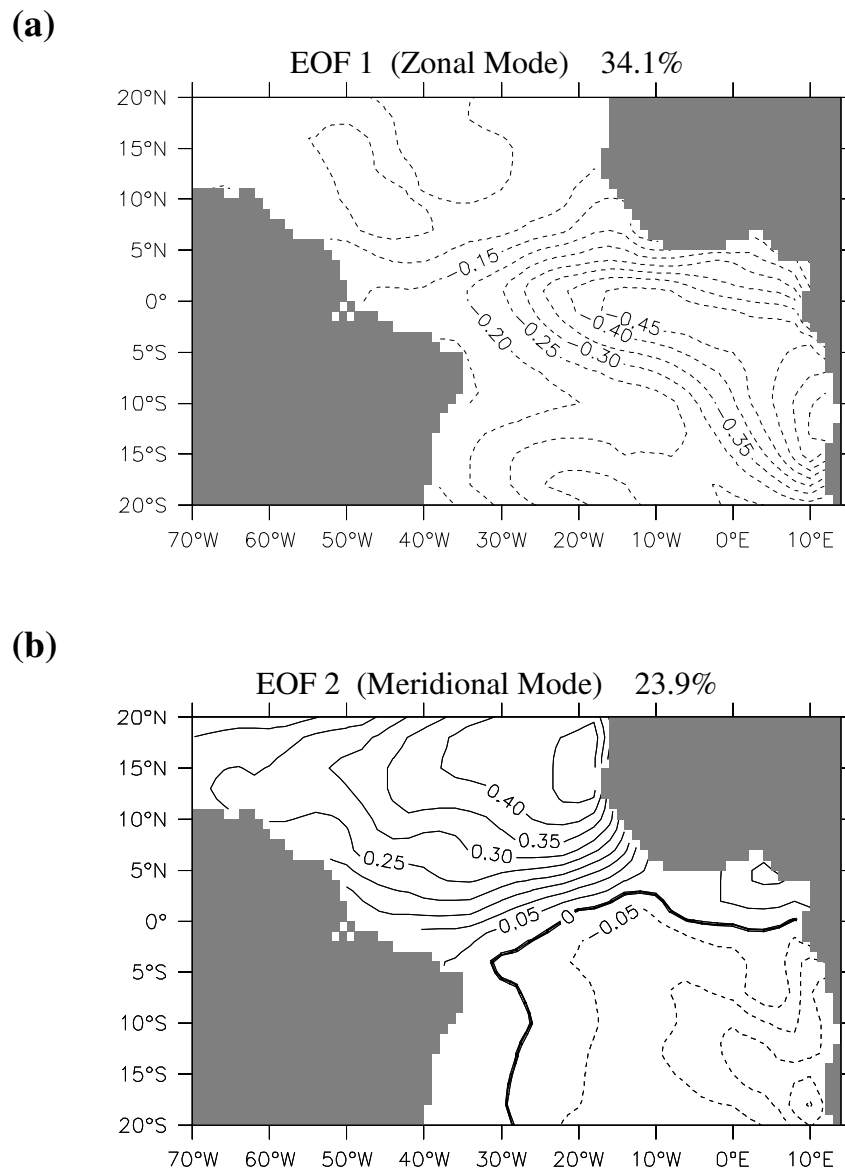 (a)
EOF 1 (Zonal Mode) 34.1%
20°N
15°N
10°N
5°N
0°
5°S
10°S
15°S
20°S
−0.15
−0.20
−0.25
−0.30
−0.40
−0.45
−0.35
70°W 60°W 50°W 40°W 30°W 20°W 10°W 0°E 10°E
(b)
EOF 2 (Meridional Mode) 23.9%
20°N
15°N
10°N
5°N
0°
5°S
10°S
15°S
20°S
0.40
0.35
0.30
0.25
0.05
0
−0.05
70°W 60°W 50°W 40°W 30°W 20°W 10°W 0°E 10°E